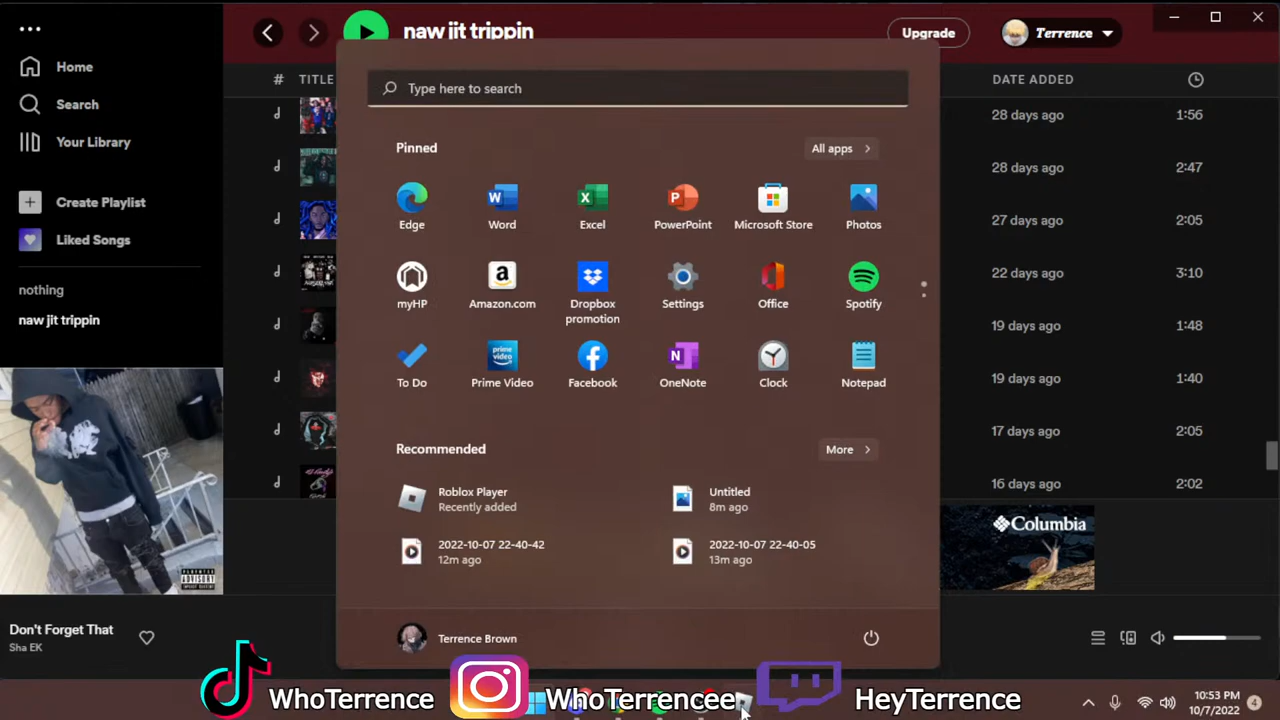 naw jit trippin
Upgrade
Terrence
Home
Search
Your Library
Create Playlist
Liked Songs
nothing
naw jit trippin
# TITLE
DATE ADDED
28 days ago 1:56
28 days ago 2:47
27 days ago 2:05
22 days ago 3:10
19 days ago 1:48
19 days ago 1:40
17 days ago 2:05
16 days ago 2:02
Type here to search
Pinned
All apps
Edge
Word
Excel
PowerPoint
Microsoft Store
Photos
myHP
Amazon.com
Dropbox
promotion
Settings
Office
Spotify
To Do
Prime Video
Facebook
OneNote
Clock
Notepad
Recommended
More
Roblox Player
Recently added
Untitled
8m ago
2022-10-07 22-40-42
12m ago
2022-10-07 22-40-05
13m ago
Terrence Brown
Columbia
ADVISORY
Don't Forget That
Sha EK
WhoTerrence
WhoTerrencee
HeyTerrence
10:53 PM
10/7/2022
4